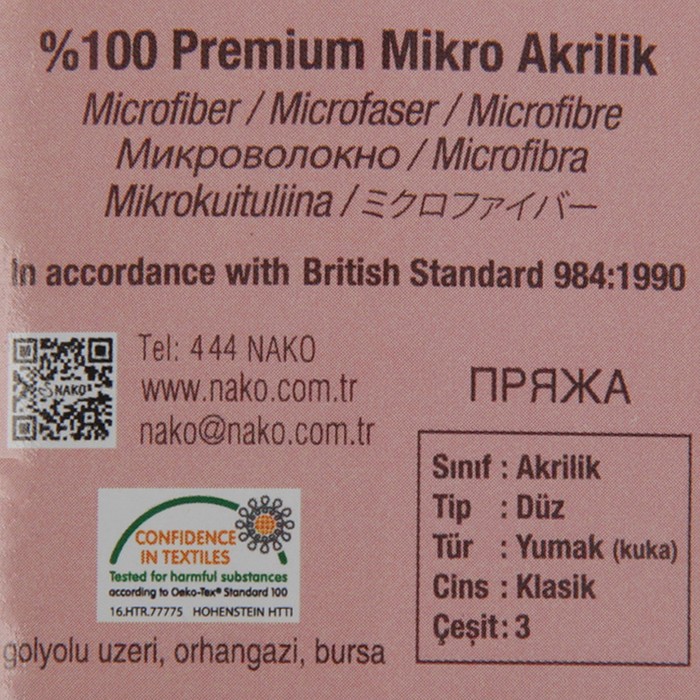 %100 Premium Mikro Akrilik
Microfiber / Microfaser / Microfibre
Микроволокно / Microfibra
Mikrokuituliina / ミクロファイバー
In accordance with British Standard 984:1990
NAKO
Tel: 444 NAKO
www.nako.com.tr
nako@nako.com.tr
ПРЯЖА
Sınıf : Akrilik
Tip : Düz
Tür : Yumak (kuka)
Cins : Klasik
Çeşit : 3
CONFIDENCE
IN TEXTILES
Tested for harmful substances
according to Oeko-Tex® Standard 100
16.HTR.77775 HOHENSTEIN HTTI
golyolu uzeri, orhangazi, bursa